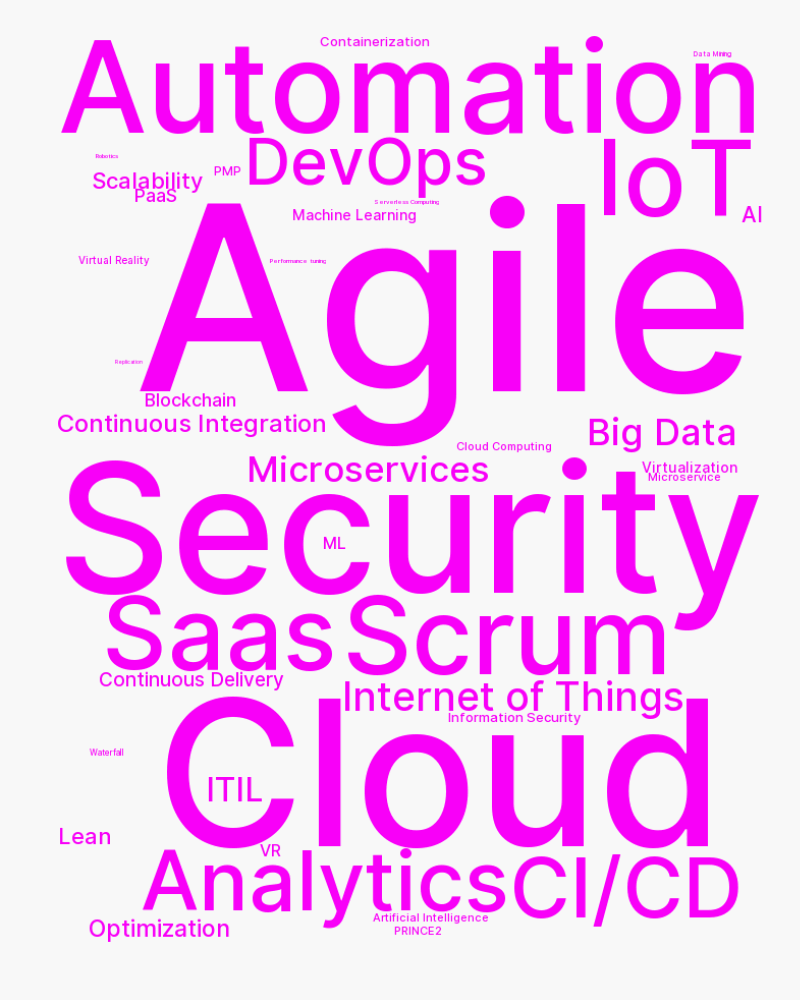 Containerization
Automation
Data Mining
DevOps
IoT
Robotics
PMP
Scalability
PaaS
Serverless Computing
AI
Machine Learning
Agile
Virtual Reality
Performance tuning
Replication
Blockchain
Continuous Integration
Big Data
Cloud Computing
Microservices
Virtualization
Microservice
Security
ML
Saas
Scrum
Continuous Delivery
Internet of Things
Information Security
Cloud
Waterfall
ITIL
Lean
VR
Analytics
CI/CD
Artificial Intelligence
Optimization
PRINCE2